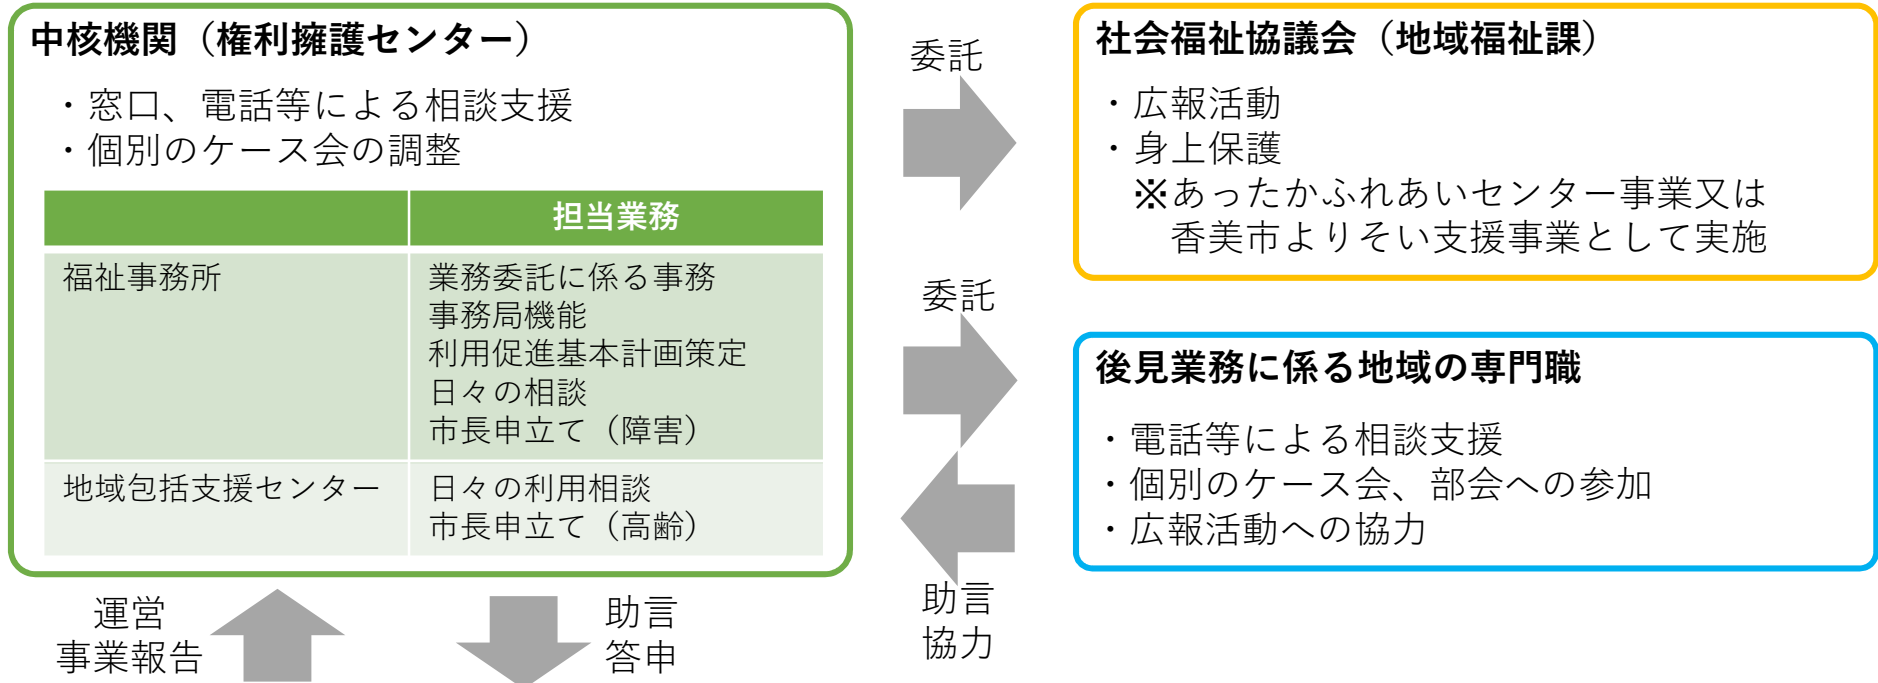 中核機関（権利擁護センター）
・窓口、電話等による相談支援
・個別のケース会の調整
担当業務
福祉事務所
業務委託に係る事務
事務局機能
利用促進基本計画策定
日々の相談
市長申立て（障害）
地域包括支援センター
日々の利用相談
市長申立て（高齢）
委託
社会福祉協議会（地域福祉課）
・広報活動
・身上保護
※あったかふれあいセンター事業又は
香美市よりそい支援事業として実施
委託
後見業務に係る地域の専門職
・電話等による相談支援
・個別のケース会、部会への参加
・広報活動への協力
助言
協力
運営
事業報告
助言
答申